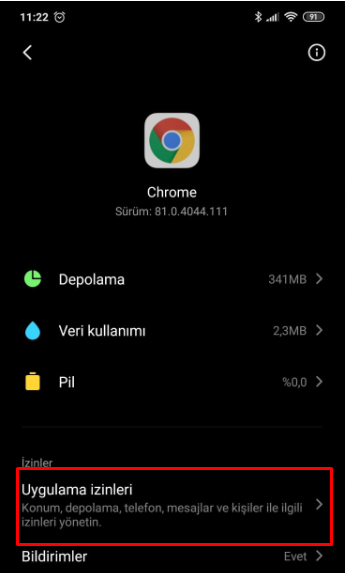 11:22 91
Chrome
Sürüm: 81.0.4044.111
Depolama 341MB
Veri kullanımı 2,3MB
Pil %0,0
İzinler
Uygulama izinleri
Konum, depolama, telefon, mesajlar ve kişiler ile ilgili
izinleri yönetin.
Bildirimler Evet